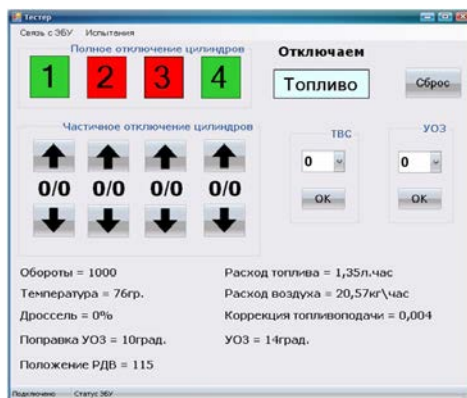 Тестер
Связь с ЭБУ Испытания
Полное отключение цилиндров
1 2 3 4
Отключаем
Топливо
Сброс
Частичное отключение цилиндров
0/0 0/0 0/0 0/0
ТВС
0
ОК
УОЗ
0
ОК
Обороты = 1000
Температура = 76гр.
Дроссель = 0%
Поправка УОЗ = 10град.
Положение РДВ = 115
Расход топлива = 1,35л.час
Расход воздуха = 20,57кг\час
Коррекция топливоподачи = 0,004
УОЗ = 14град.
Подключено Статус ЭБУ